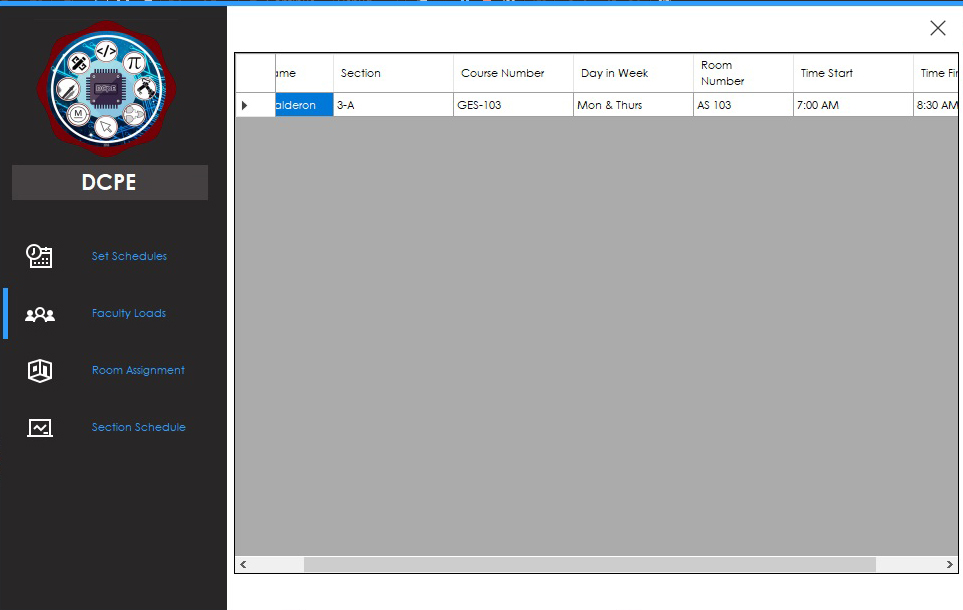 </>
π
DCPE
M
DCPE
Set Schedules
Faculty Loads
Room Assignment
Section Schedule
ame Section Course Number Day in Week Room Number Time Start Time Fi
alderon 3-A GES-103 Mon & Thurs AS 103 7:00 AM 8:30 AM